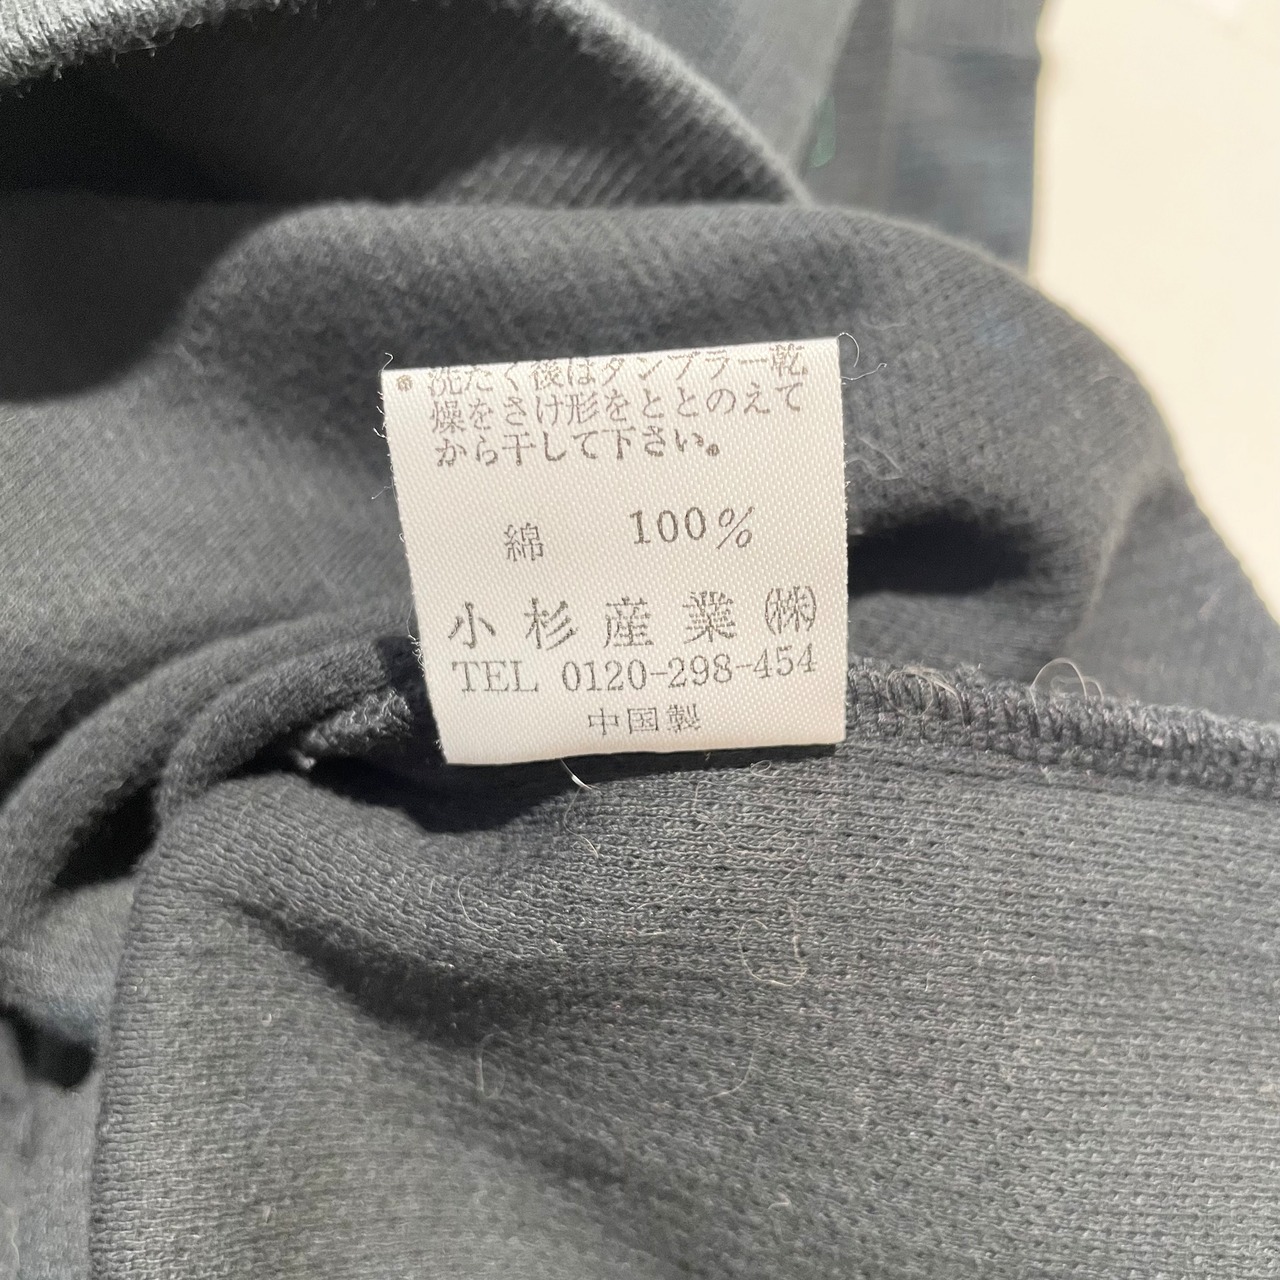 • 洗たく後はタンブラー乾
燥をさけ形をととのえて
から干して下さい。
綿 100%
小杉産業㈱
TEL 0120-298-454
中国製